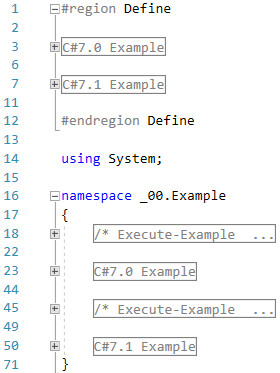 1 #region Define
2
3 C#7.0 Example
6
7 C#7.1 Example
11
12 #endregion Define
13
14 using System;
15
16 namespace _00.Example
17 {
18 /* Execute-Example ...
22
23 C#7.0 Example
44
45 /* Execute-Example ...
49
50 C#7.1 Example
71 }